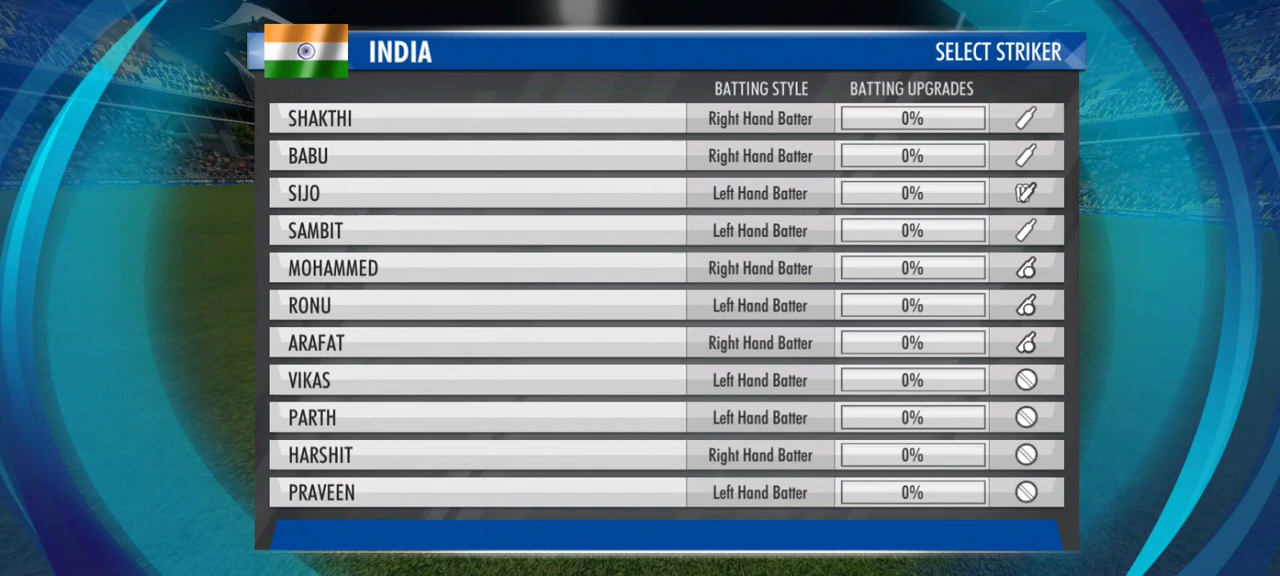 INDIA SELECT STRIKER
BATTING STYLE BATTING UPGRADES
SHAKTHI Right Hand Batter 0%
BABU Right Hand Batter 0%
SIJO Left Hand Batter 0%
SAMBIT Left Hand Batter 0%
MOHAMMED Right Hand Batter 0%
RONU Left Hand Batter 0%
ARAFAT Right Hand Batter 0%
VIKAS Left Hand Batter 0%
PARTH Left Hand Batter 0%
HARSHIT Right Hand Batter 0%
PRAVEEN Left Hand Batter 0%